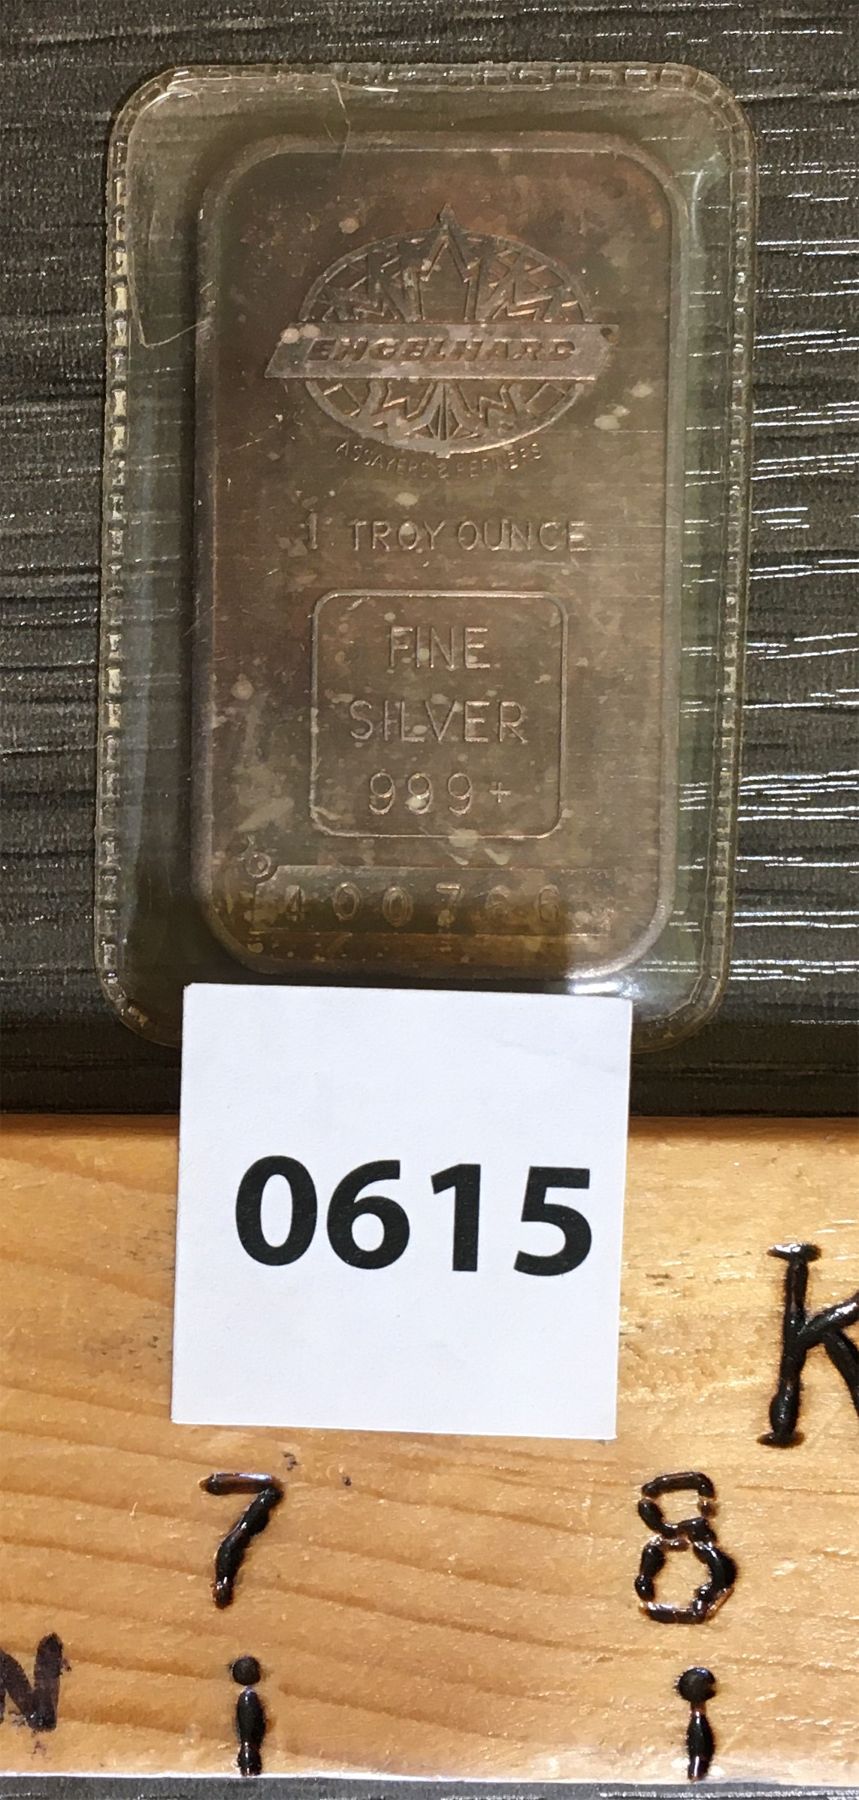 ENGELHARD
ASSAYERS & REFINERS
1 TROY OUNCE
FINE
SILVER
999+
400766
0615
K
7 8
N i i